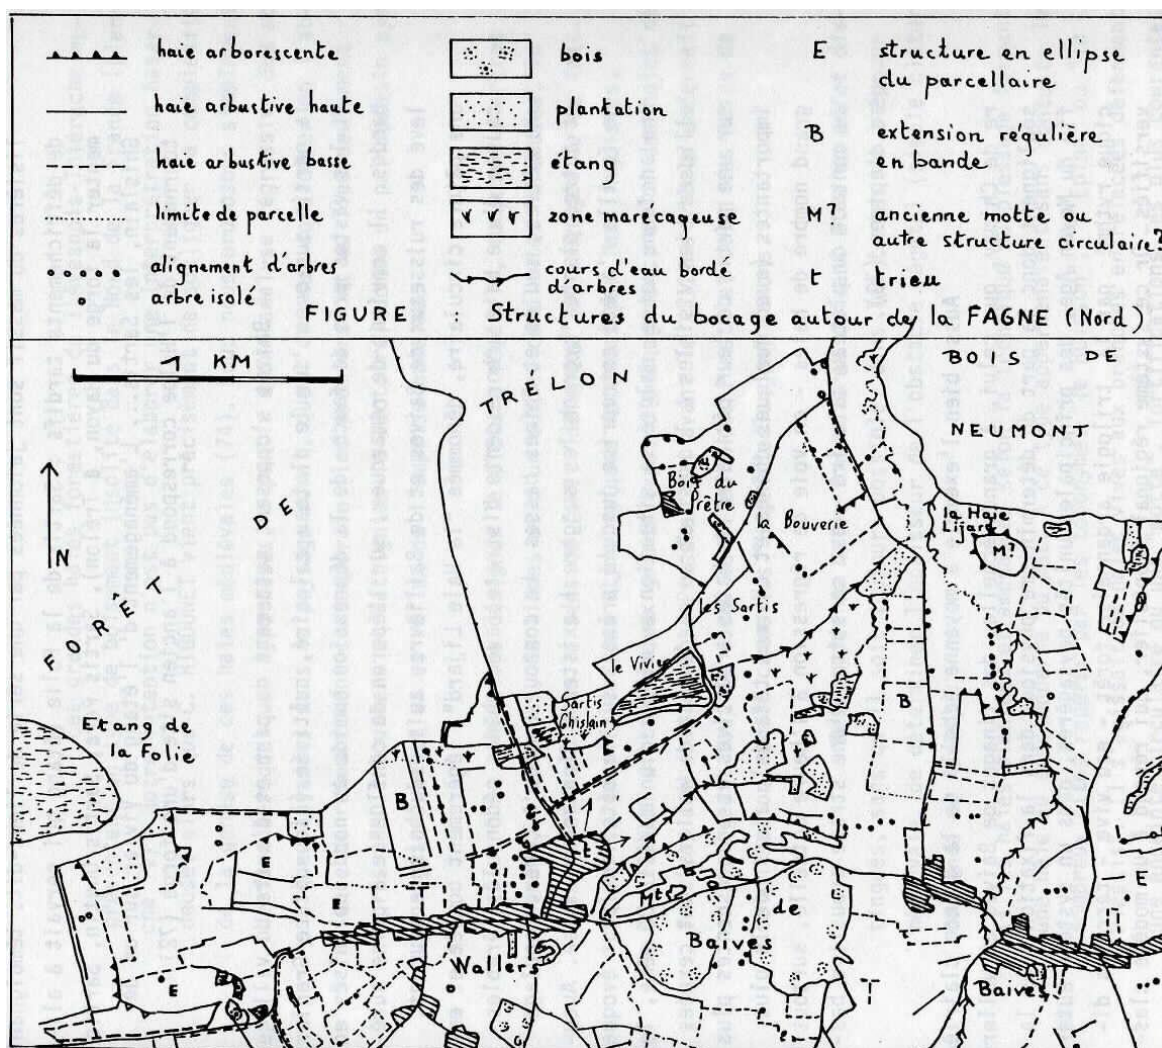 haie arborescente
haie arbustive haute
haie arbustive basse
limite de parcelle
alignement d'arbres
arbre isolé
bois
plantation
étang
zone marécageuse
cours d'eau bordé
d'arbres
E structure en ellipse
du parcellaire
B extension régulière
en bande
M? ancienne motte ou
autre structure circulaire?
t trieu
FIGURE : Structures du bocage autour de la FAGNE (Nord)
1 KM
N
FORET DE TRELON
BOIS DE
NEUMONT
Bois du
Prêtre
la Bouverie
la Haie
Lijare
M?
les Sartis
le Vivier
Sartis
Ghislain
Etang de
la Folie
B
B
E
E
E
E
E
t
Mts
de
Baives
Wallers
Baives